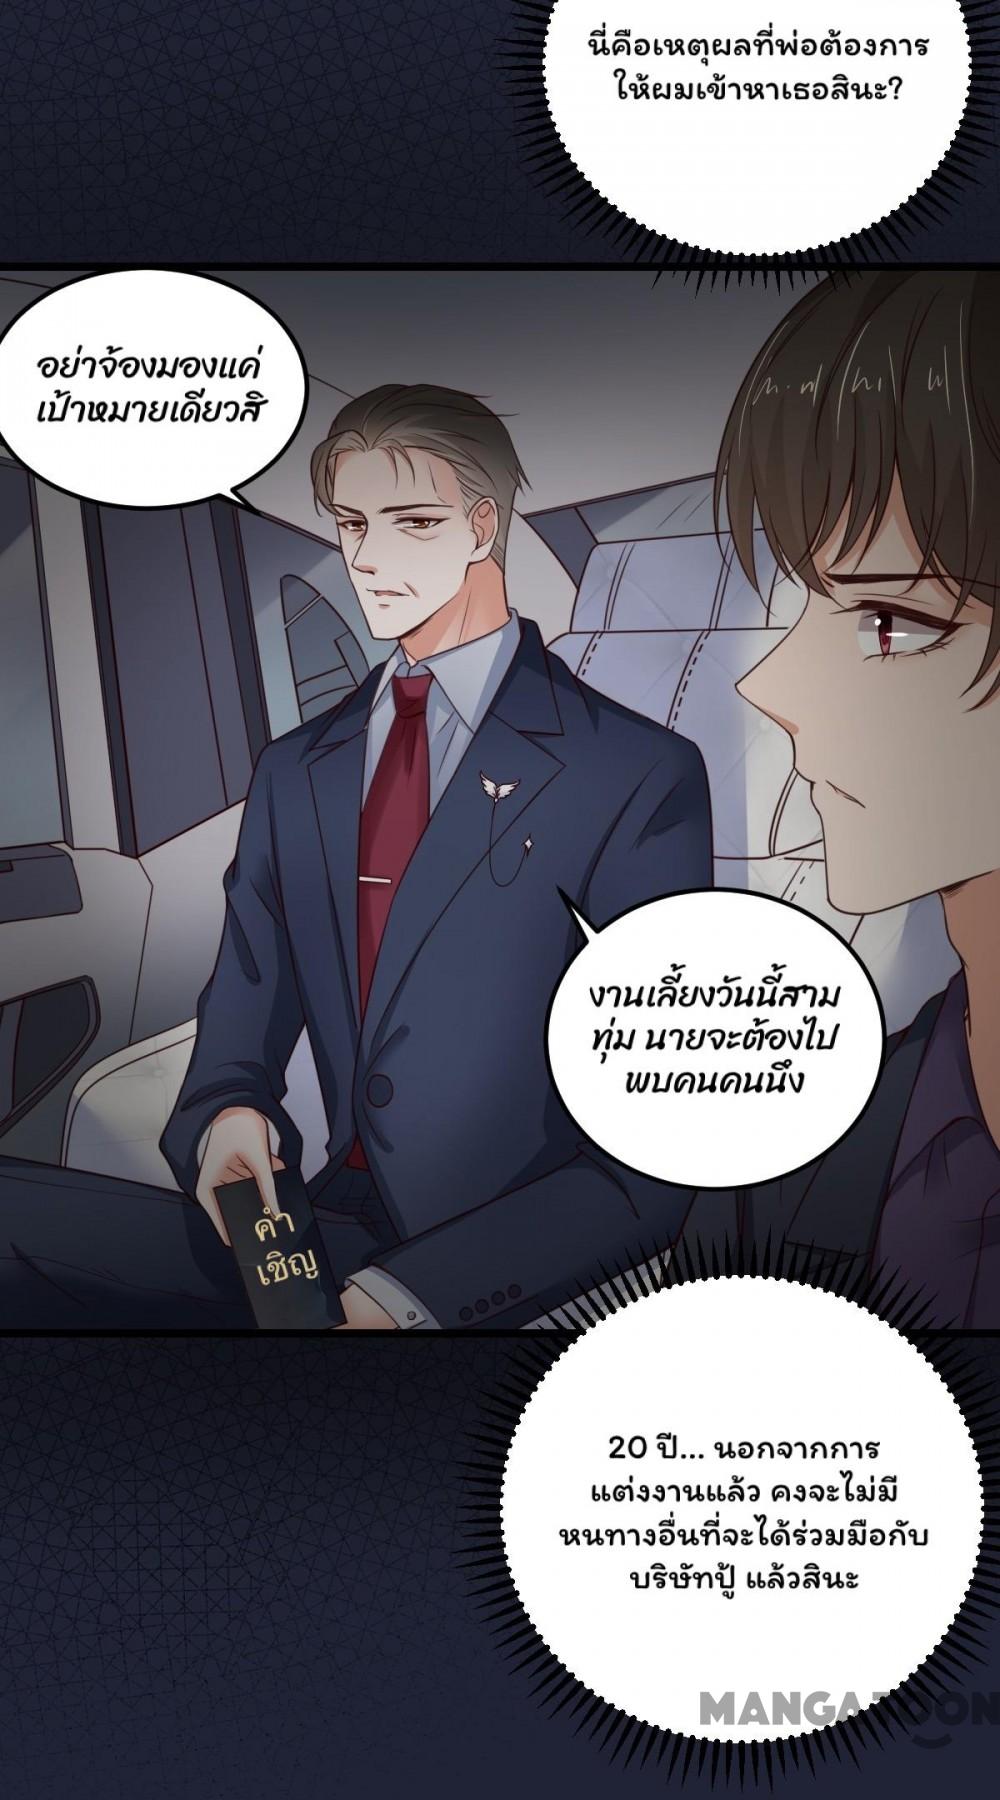 นี่คือเหตุผลที่พ่อต้องการ
ให้ผมเข้าหาเธอสินะ?
อย่าจ้องมองแค่
เป้าหมายเดียวสิ
งานเลี้ยงวันนี้สาม
ทุ่ม นายจะต้องไป
พบคนคนนึง
คำ
เชิญ
20 ปี... นอกจากการ
แต่งงานแล้ว คงจะไม่มี
หนทางอื่นที่จะได้ร่วมมือกับ
บริษัทปู้ แล้วสินะ
MANGATOON